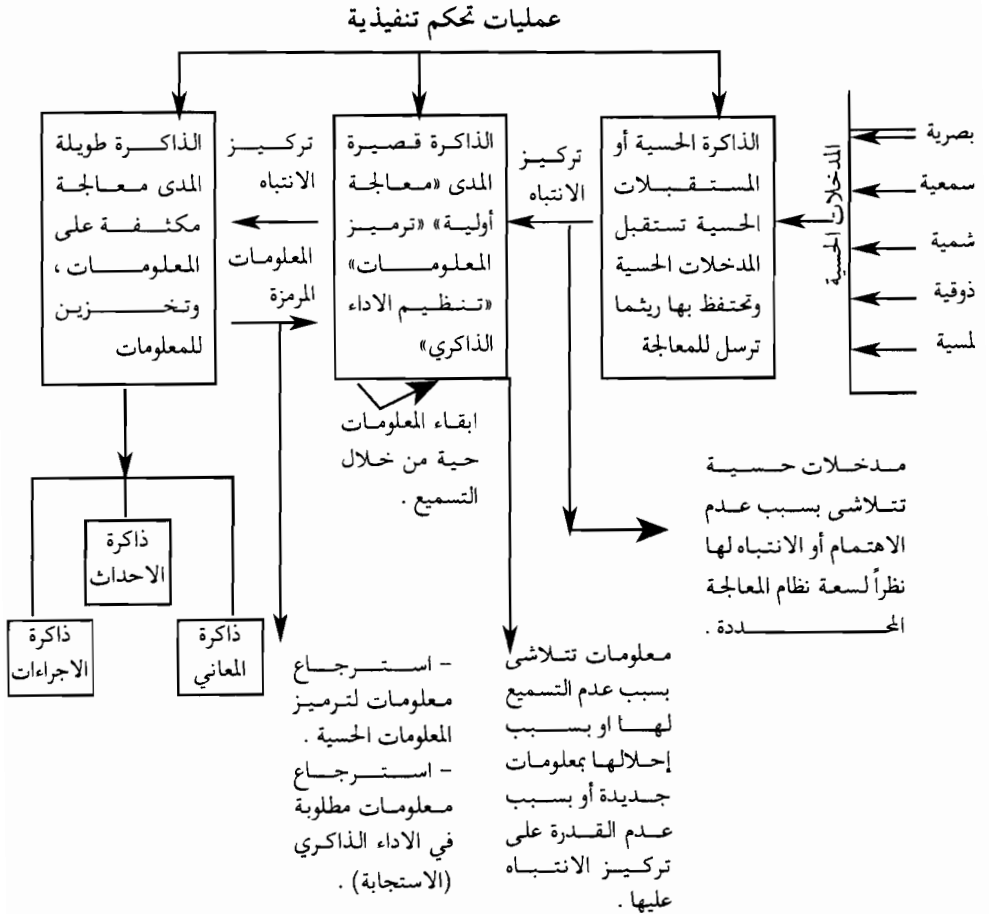 عمليات تحكم تنفيذية
بصرية
سمعية
شمية
ذوقية
لمسية
المدخلات الحسية
الذاكرة الحسية أو
المستقبلات
الحسية تستقبل
المدخلات الحسية
وتحتفظ بها ريثما
ترسل للمعالجة
تركيز
الانتباه
الذاكرة قصيرة
المدى «معالجة
أولية» «ترميز
المعلومات»
«تنظيم الاداء
الذاكري»
تركيز
الانتباه
المعلومات
المرمزة
الذاكرة طويلة
المدى معالجة
مكثفة على
المعلومات ،
وتخزين
للمعلومات
ابقاء المعلومات
حية من خلال
التسميع .
مدخلات حسية
تتلاشى بسبب عدم
الاهتمام أو الانتباه لها
نظراً لسعة نظام المعالجة
المحددة .
معلومات تتلاشى
بسبب عدم التسميع
لها او بسبب
إحلالها بمعلومات
جديدة أو بسبب
عدم القدرة على
تركيز الانتباه
عليها .
– استرجاع
معلومات لترميز
المعلومات الحسية .
– استرجاع
معلومات مطلوبة
في الاداء الذاكري
(الاستجابة) .
ذاكرة
الاحداث
ذاكرة
المعاني
ذاكرة
الاجراءات